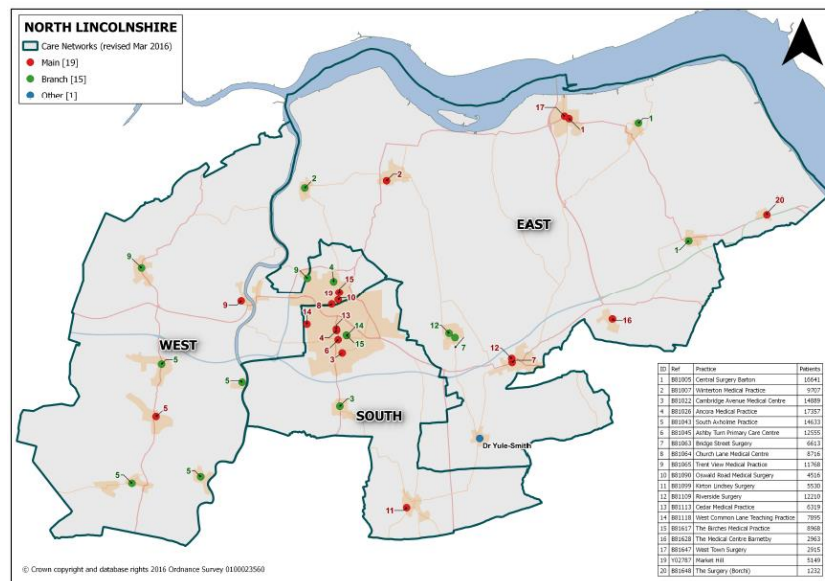 NORTH LINCOLNSHIRE
Care Networks (revised Mar 2016)
Main [19]
Branch [15]
Other [1]
17
1
1
2
2
20
EAST
1
9
9
4
15
19
10
9
8
14
13
14
4
15
6
3
12
7
12
7
16
WEST
5
5
5
5
5
3
SOUTH
Dr Yule-Smith
11
ID Ref Practice Patients
1 B81005 Central Surgery Barton 16641
2 B81007 Winterton Medical Practice 9707
3 B81022 Cambridge Avenue Medical Centre 14889
4 B81026 Ancora Medical Practice 17357
5 B81043 South Axholme Practice 14633
6 B81045 Ashby Turn Primary Care Centre 12555
7 B81063 Bridge Street Surgery 6613
8 B81064 Church Lane Medical Centre 8716
9 B81065 Trent View Medical Practice 11768
10 B81090 Oswald Road Medical Surgery 4516
11 B81099 Kirton Lindsey Surgery 5530
12 B81109 Riverside Surgery 12210
13 B81113 Cedar Medical Practice 6319
14 B81118 West Common Lane Teaching Practice 7895
15 B81617 The Birches Medical Practice 8968
16 B81628 The Medical Centre Barnetby 2963
17 B81647 West Town Surgery 2915
19 Y02787 Market Hill 5149
20 B81648 The Surgery (Borchi) 1232
© Crown copyright and database rights 2016 Ordnance Survey 0100023560